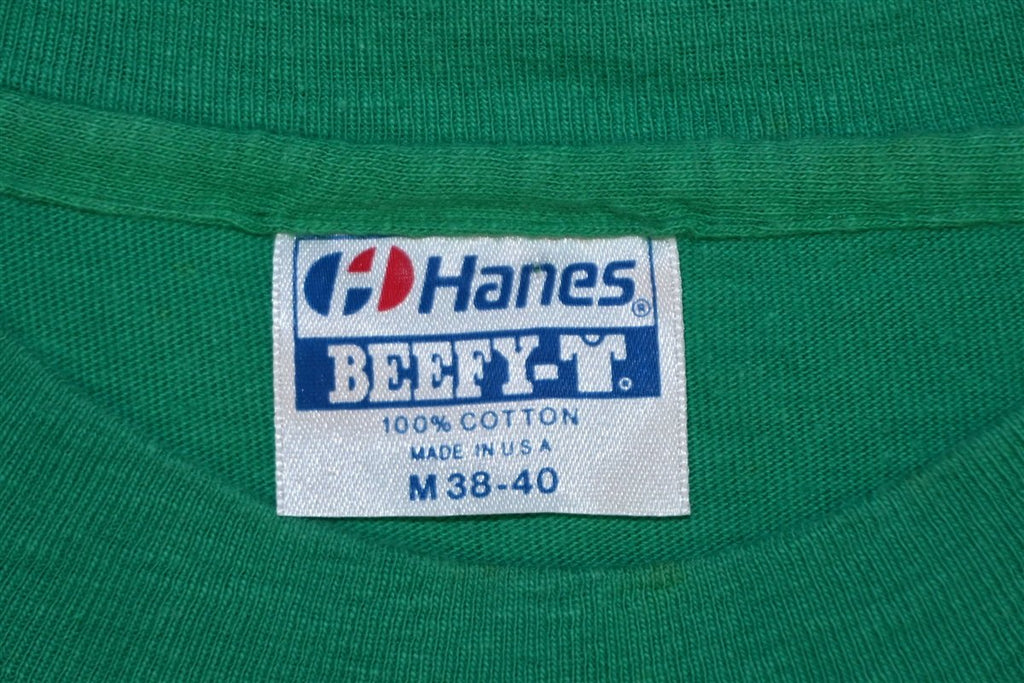 Hanes®
BEEFY-T®
100% COTTON
MADE IN U S A
M 38-40